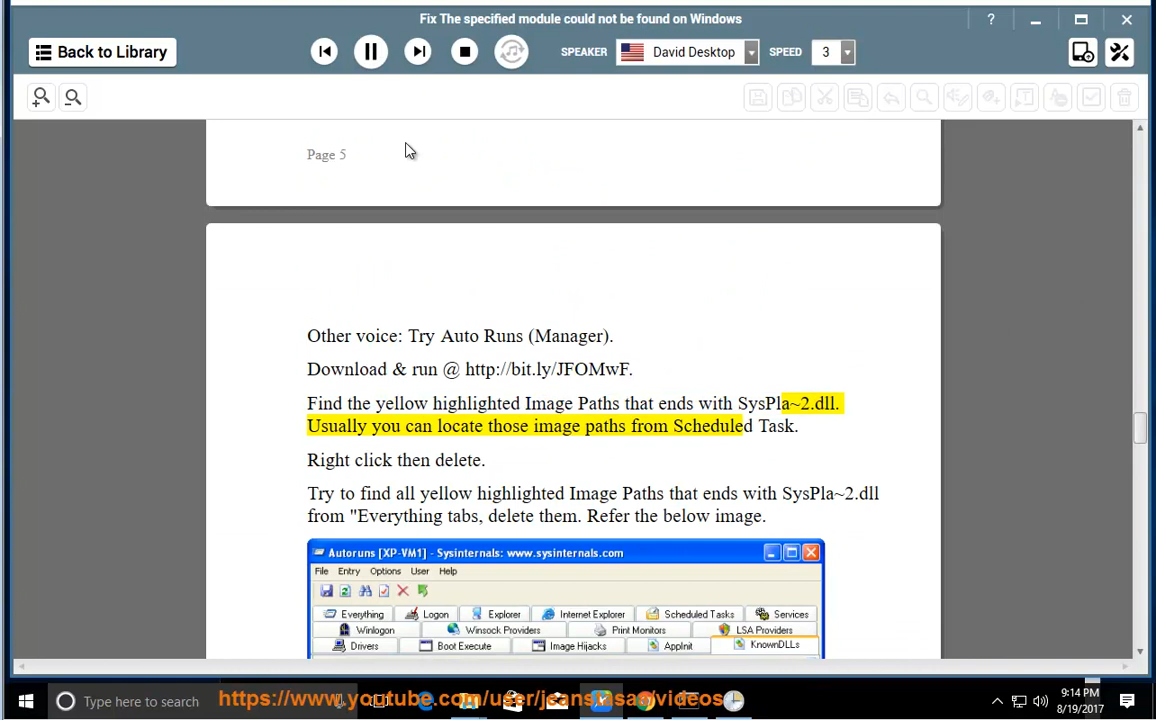 Fix The specified module could not be found on Windows
?
Back to Library
SPEAKER
David Desktop
SPEED
3
Page 5
Other voice: Try Auto Runs (Manager).
Download & run @ http://bit.ly/JFOMwF.
Find the yellow highlighted Image Paths that ends with SysPla~2.dll.
Usually you can locate those image paths from Scheduled Task.
Right click then delete.
Try to find all yellow highlighted Image Paths that ends with SysPla~2.dll
from "Everything tabs, delete them. Refer the below image.
Autoruns [XP-VM1] - Sysinternals: www.sysinternals.com
File Entry Options User Help
Everything Logon Explorer Internet Explorer Scheduled Tasks Services
Winlogon Winsock Providers Print Monitors LSA Providers
Drivers Boot Execute Image Hijacks AppInit KnownDLLs
Type here to search
https://www.youtube.com/user/jeansmasao/videos
9:14 PM
8/19/2017